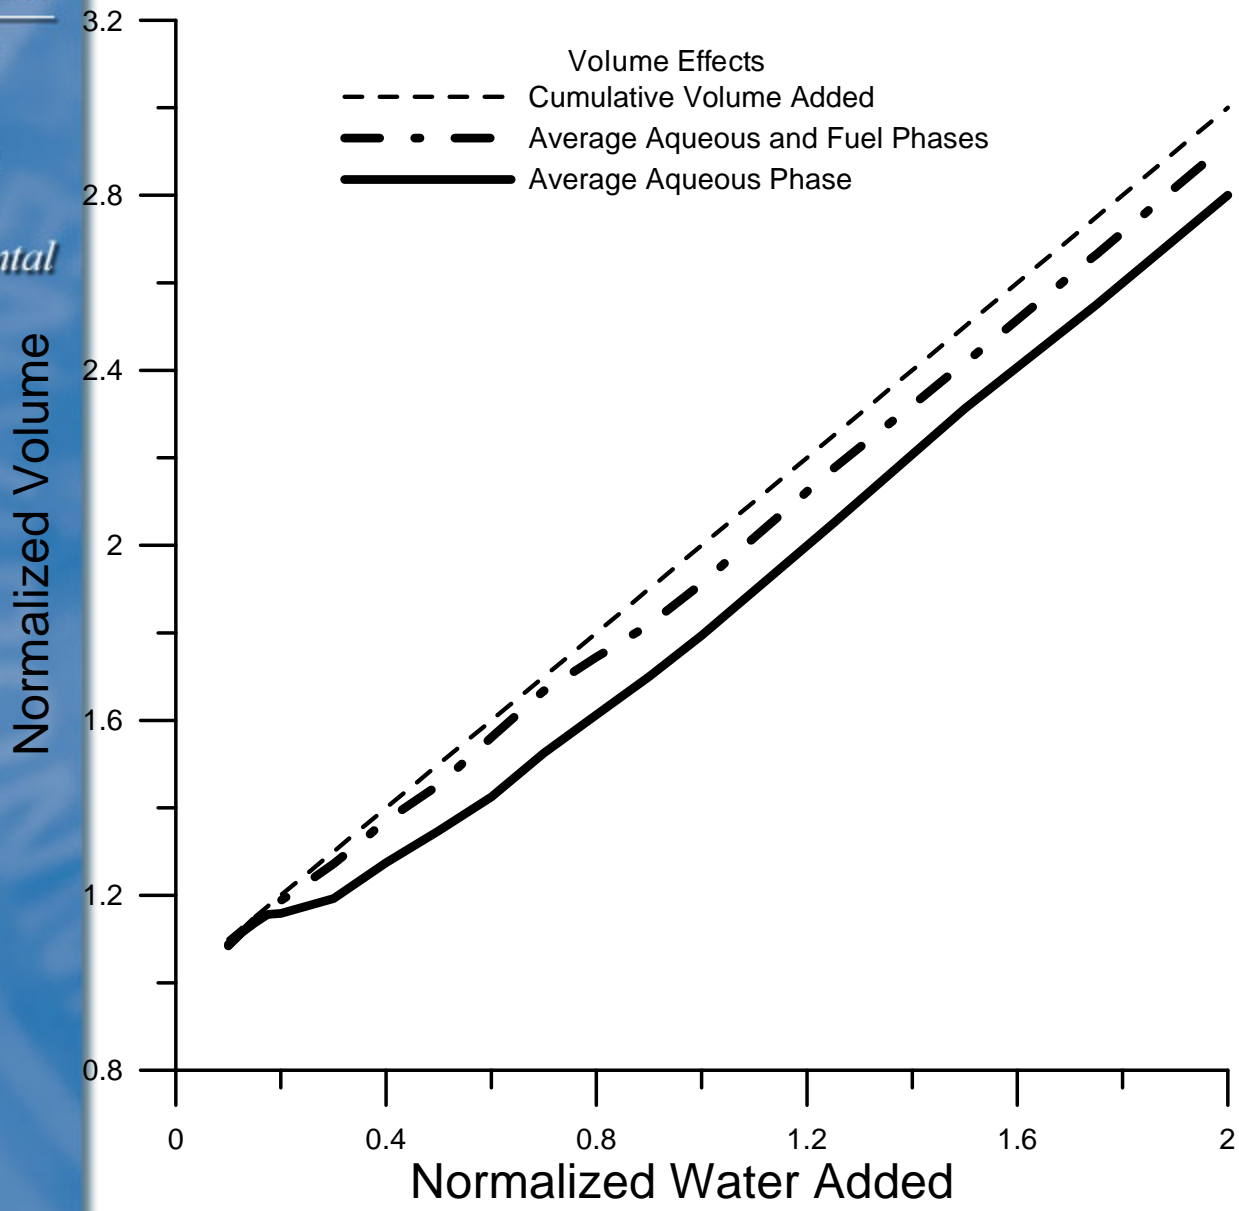 3.2
Volume Effects
Cumulative Volume Added
Average Aqueous and Fuel Phases
Average Aqueous Phase
2.8
ntal
2.4
Normalized Volume
2
1.6
1.2
0.8
0 0.4 0.8 1.2 1.6 2
Normalized Water Added